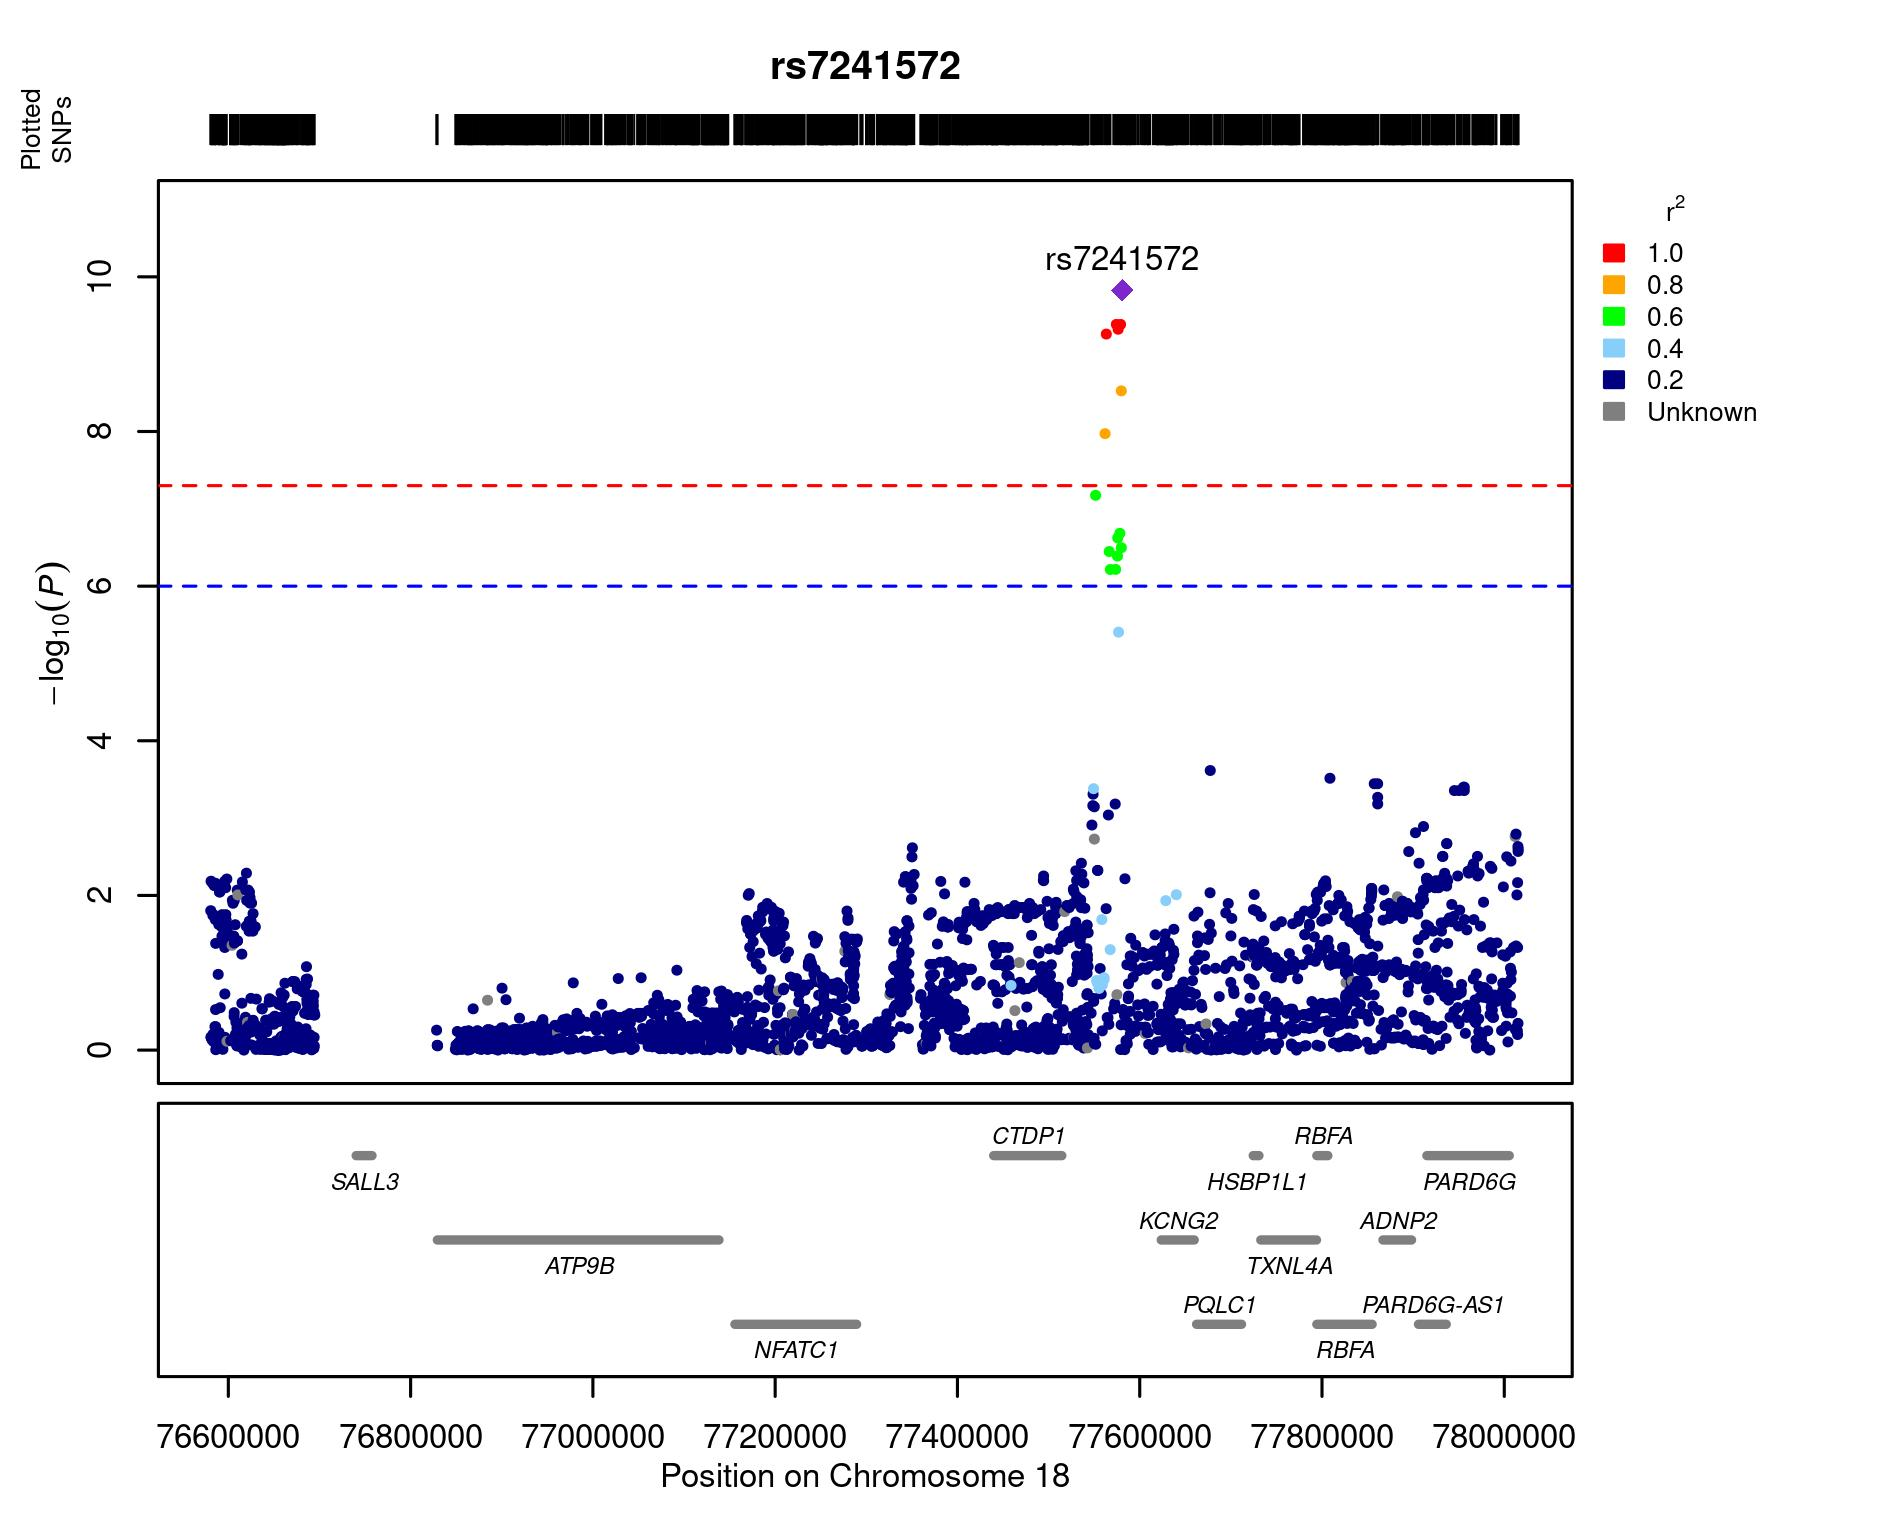 rs7241572
Plotted
SNPs
rs7241572
r²
1.0
0.8
0.6
0.4
0.2
Unknown
10
8
6
4
2
0
−log₁₀(P)
CTDP1
RBFA
SALL3
HSBP1L1
PARD6G
KCNG2
ADNP2
ATP9B
TXNL4A
PQLC1
PARD6G-AS1
NFATC1
RBFA
76600000 76800000 77000000 77200000 77400000 77600000 77800000 78000000
Position on Chromosome 18